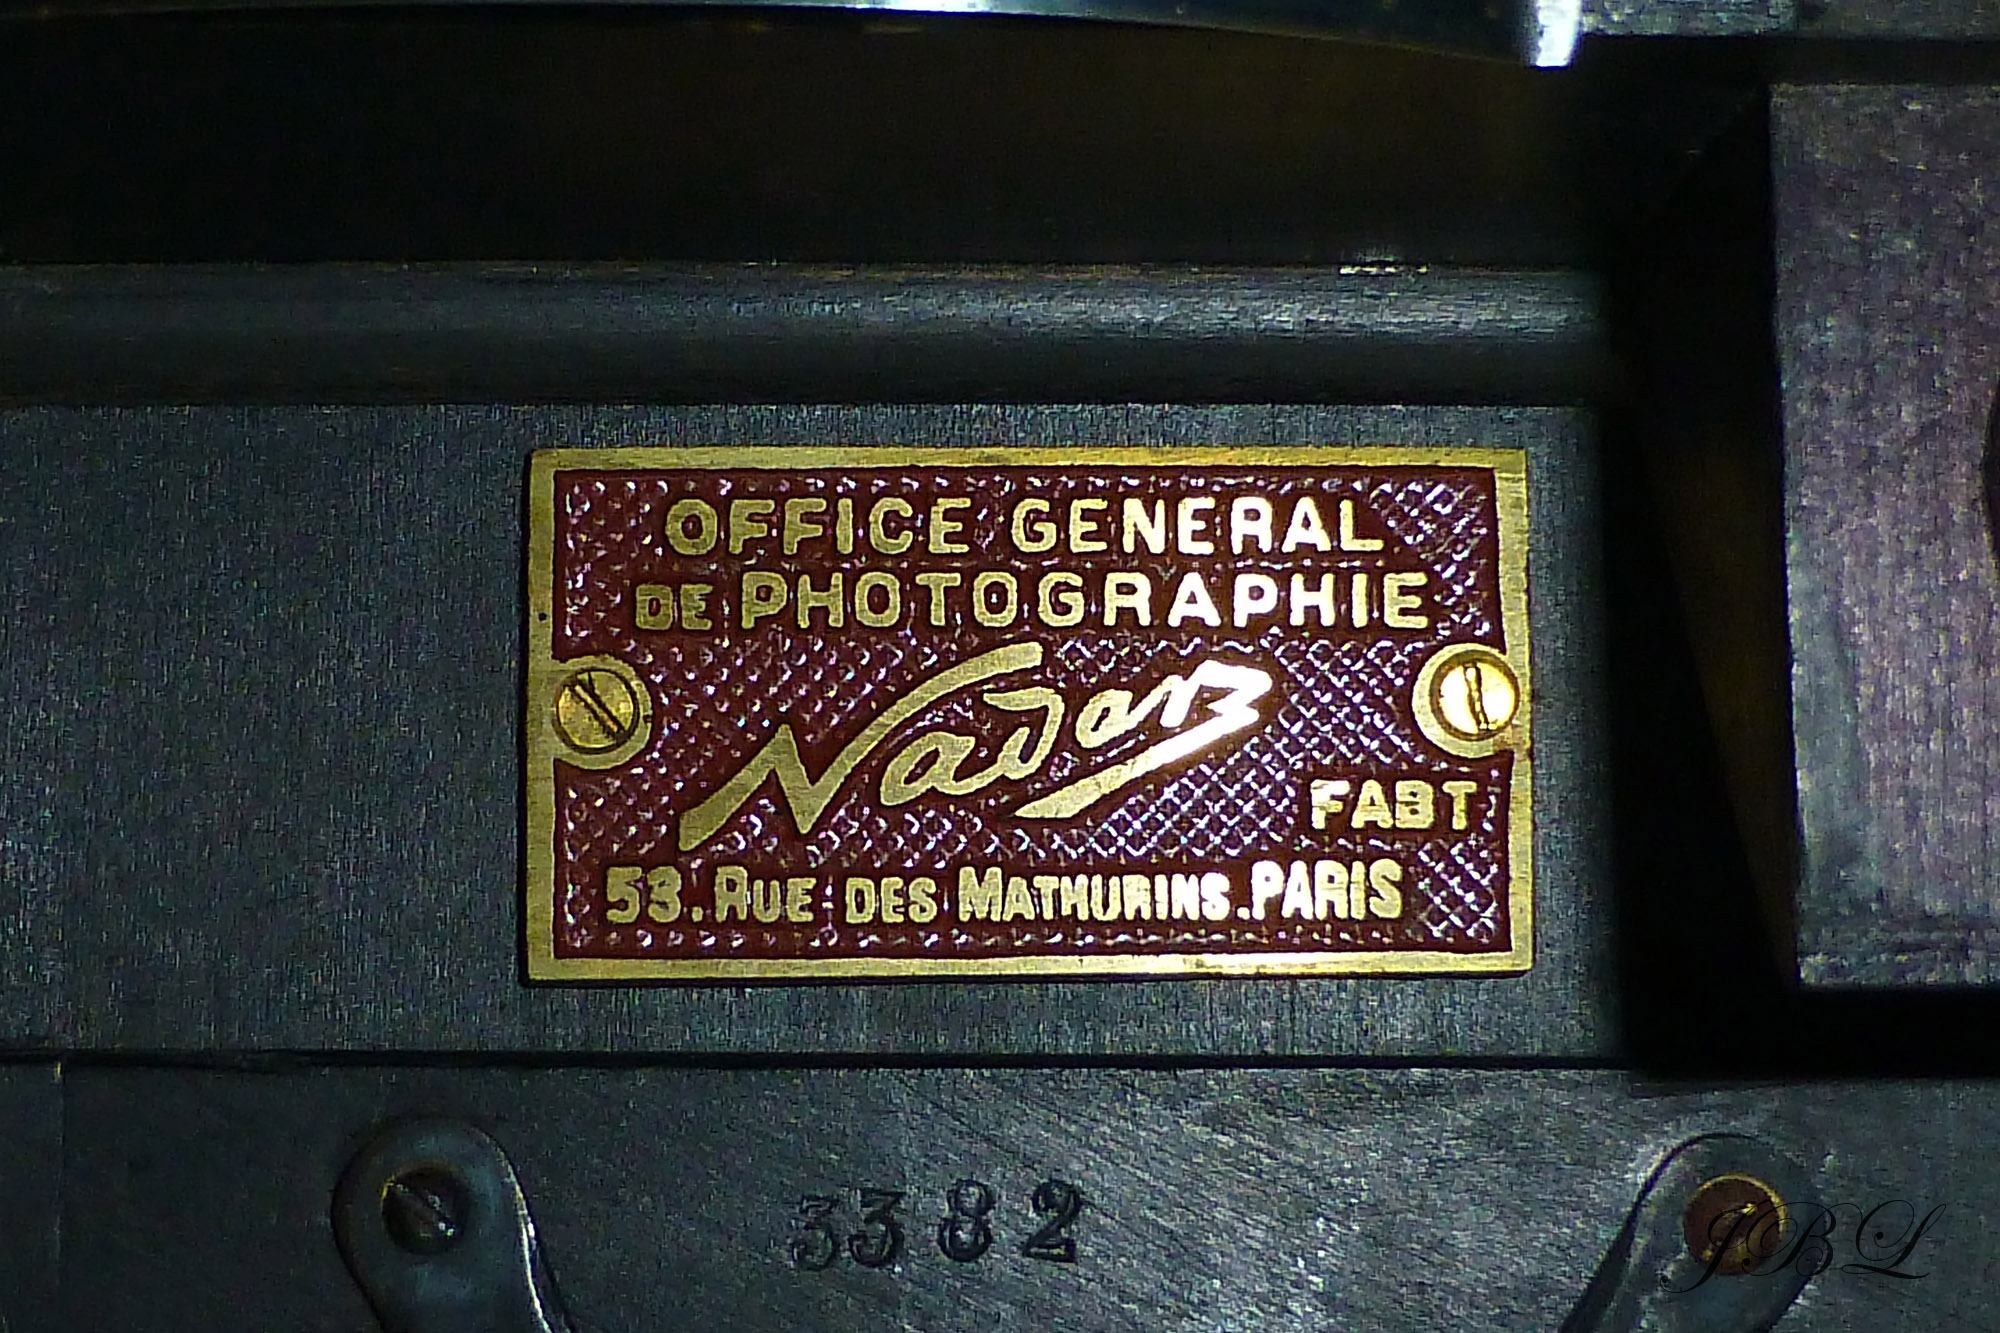 OFFICE GENERAL
DE PHOTOGRAPHIE
Nadar
FABT
53. RUE DES MATHURINS. PARIS
3382
JBL